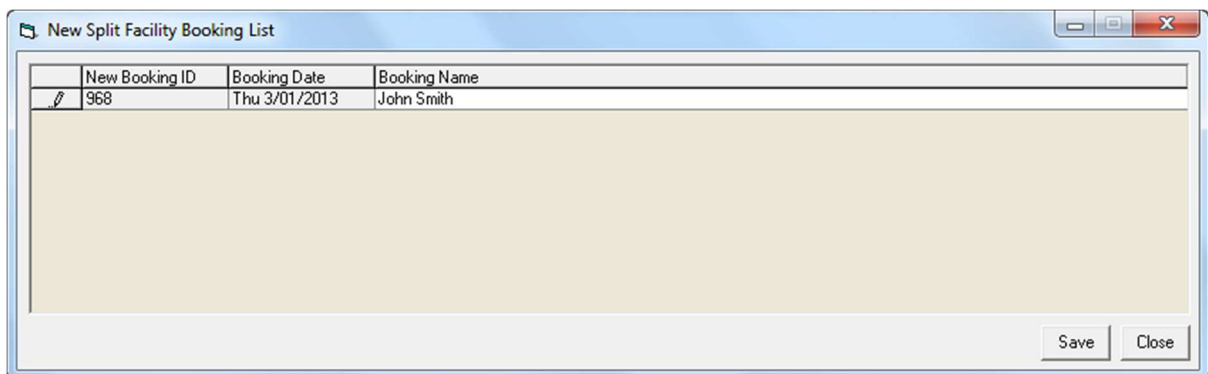 New Split Facility Booking List
New Booking ID Booking Date Booking Name
968 Thu 3/01/2013 John Smith
Save Close